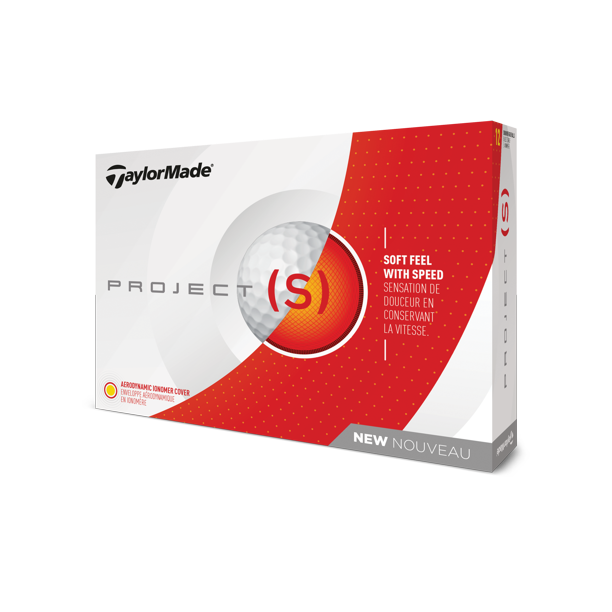 TaylorMade®
PROJECT (S)
SOFT FEEL
WITH SPEED
SENSATION DE
DOUCEUR EN
CONSERVANT
LA VITESSE.
AERODYNAMIC IONOMER COVER
ENVELOPPE AÉRODYNAMIQUE
EN IONOMÈRE
NEW NOUVEAU
12
PROJECT (S)